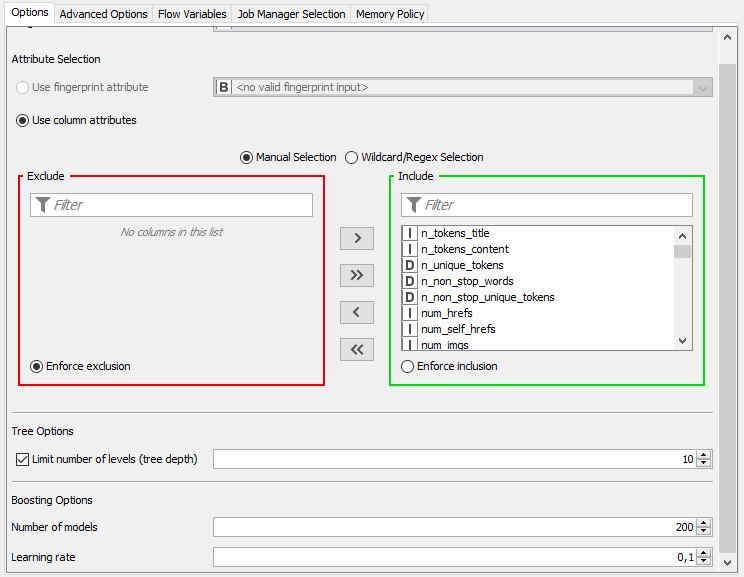 Options Advanced Options Flow Variables Job Manager Selection Memory Policy
Attribute Selection
Use fingerprint attribute B <no valid fingerprint input>
Use column attributes
Manual Selection Wildcard/Regex Selection
Exclude Include
Filter Filter
No columns in this list
I n_tokens_title
> I n_tokens_content
D n_unique_tokens
>> D n_non_stop_words
D n_non_stop_unique_tokens
< I num_hrefs
I num_self_hrefs
<< I num_imgs
Enforce exclusion Enforce inclusion
Tree Options
Limit number of levels (tree depth) 10
Boosting Options
Number of models 200
Learning rate 0,1